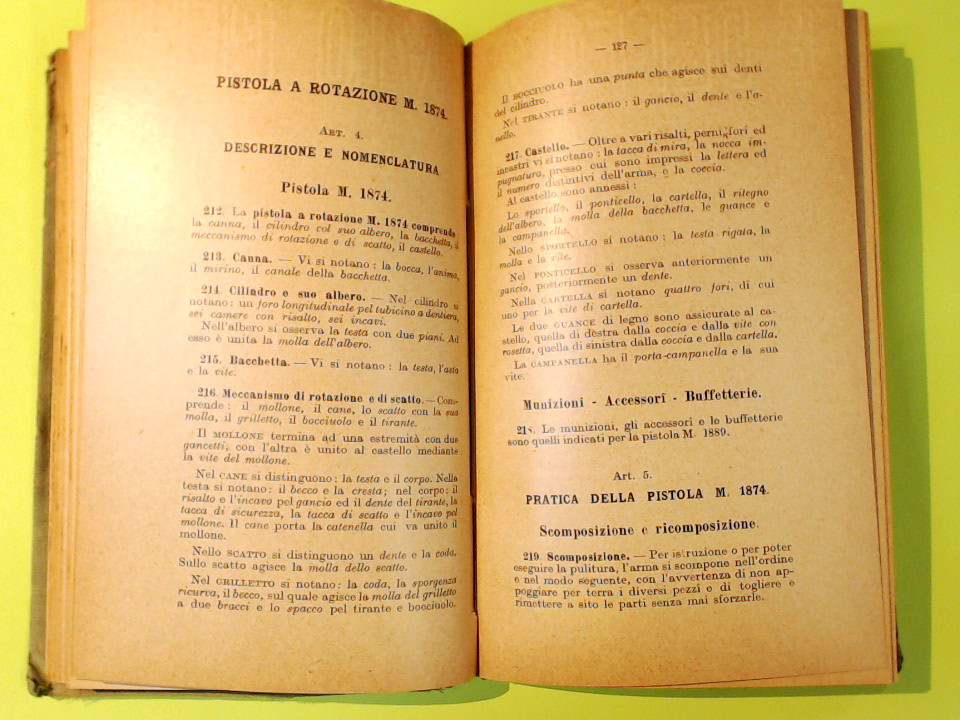 PISTOLA A ROTAZIONE M. 1874.
ART. 4.
DESCRIZIONE E NOMENCLATURA
Pistola M. 1874.
212. La pistola a rotazione M. 1874 comprende
la canna, il cilindro col suo albero, la bacchetta, il
meccanismo di rotazione e di scatto, il castello.
213. Canna. — Vi si notano : la bocca, l'anima,
il mirino, il canale della bacchetta.
214. Cilindro e suo albero. — Nel cilindro si
notano: un foro longitudinale pel tubicino a dentiera,
sei camere con risalto, sei incavi.
Nell'albero si osserva la testa con due piani. Ad
esso è unita la molla dell'albero.
215. Bacchetta. — Vi si notano : la testa, l'asta
e la vite.
216. Meccanismo di rotazione e di scatto. — Com-
prende : il mollone, il cane, lo scatto con la sua
molla, il grilletto, il bocciuolo e il tirante.
Il MOLLONE termina ad una estremità con due
gancetti; con l'altra è unito al castello mediante
la vite del mollone.
Nel CANE si distinguono : la testa e il corpo. Nella
testa si notano: il becco e la cresta; nel corpo: il
risalto e l'incavo pel gancio ed il dente del tirante, la
tacca di sicurezza, la tacca di scatto e l'incavo pel
mollone. Il cane porta la catenella cui va unito il
mollone.
Nello SCATTO si distinguono un dente e la coda.
Sullo scatto agisce la molla dello scatto.
Nel GRILLETTO si notano : la coda, la sporgenza
ricurva, il becco, sul quale agisce la molla del grilletto
a due bracci e lo spacco pel tirante e bocciuolo.
— 127 —
Il BOCCIUOLO ha una punta che agisce sui denti
del cilindro.
Nel TIRANTE si notano : il gancio, il dente e l'a-
nello.
217. Castello. — Oltre a vari risalti, perni, fori ed
incastri vi si notano : la tacca di mira, la nocca im-
pugnatura, presso cui sono impressi la lettera ed
il numero distintivi dell'arma, e la coccia.
Al castello sono annessi :
Lo sportello, il ponticello, la cartella, il ritegno
dell'albero, la molla della bacchetta, le guance e
la campanella.
Nello SPORTELLO si notano : la testa rigata, la
molla e la vite.
Nel PONTICELLO si osserva anteriormente un
gancio, posteriormente un dente.
Nella CARTELLA si notano quattro fori, di cui
uno per la vite di cartella.
Le due GUANCE di legno sono assicurate al ca-
stello, quella di destra dalla coccia e dalla vite con
rosetta, quella di sinistra dalla coccia e dalla cartella.
La CAMPANELLA ha il porta-campanella e la sua
vite.
Munizioni - Accessorî - Buffetterie.
218. Le munizioni, gli accessori e le buffetterie
sono quelli indicati per la pistola M. 1889.
Art. 5.
PRATICA DELLA PISTOLA M. 1874.
Scomposizione e ricomposizione.
219. Scomposizione. — Per istruzione o per poter
eseguire la pulitura, l'arma si scompone nell'ordine
e nel modo seguente, con l'avvertenza di non ap-
poggiare per terra i diversi pezzi e di togliere e
rimettere a sito le parti senza mai sforzarle.